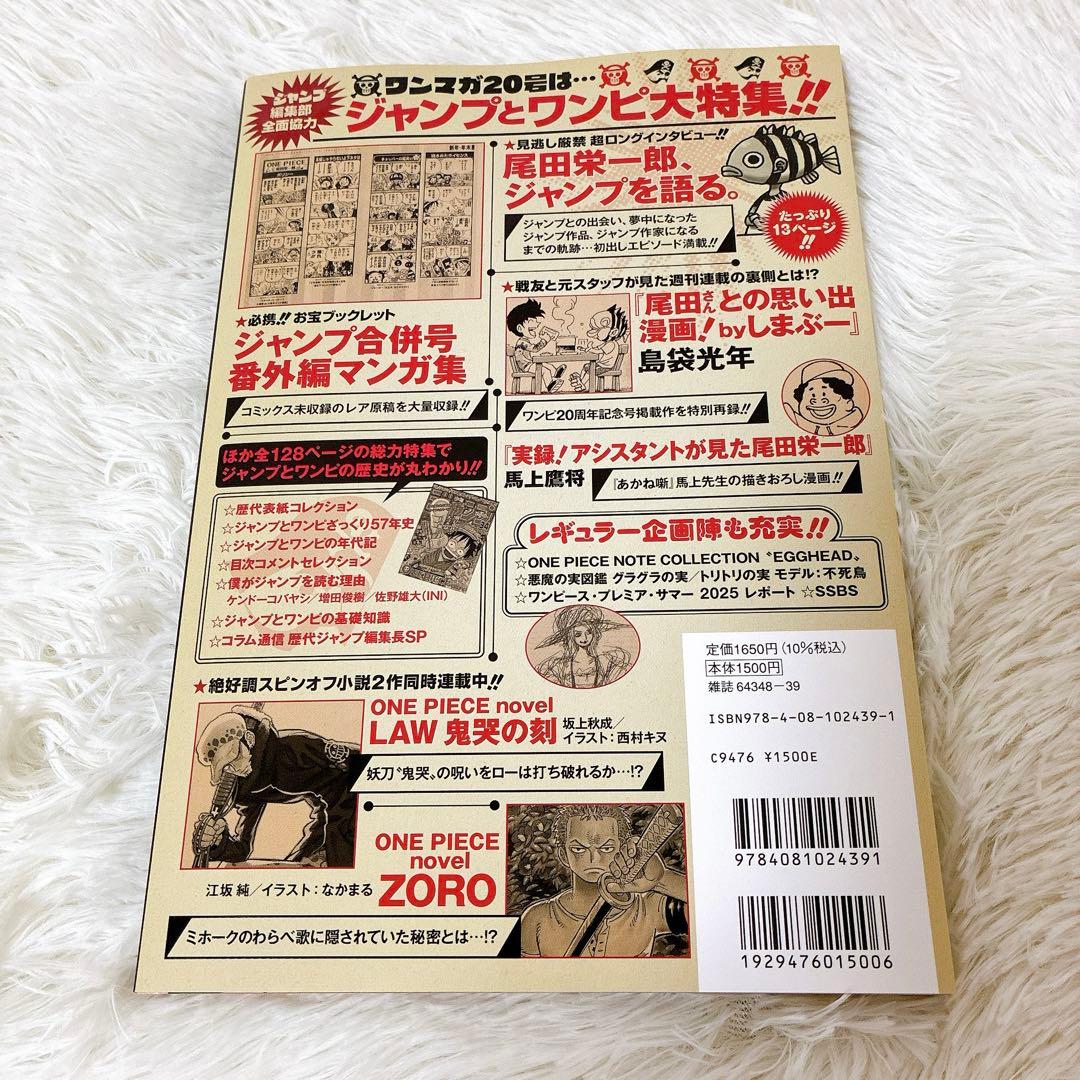 ジャンプ
編集部
全面協力
ワンマガ20号は…
ジャンプとワンピ大特集!!
★見逃し厳禁 超ロングインタビュー!!
尾田栄一郎、
ジャンプを語る。
ジャンプとの出会い、夢中になった
ジャンプ作品、ジャンプ作家になる
までの軌跡…初出しエピソード満載!!
たっぷり
13ページ
!!
ONE PIECE
★必携!! お宝ブックレット
ジャンプ合併号
番外編マンガ集
コミックス未収録のレア原稿を大量収録!!
★戦友と元スタッフが見た週刊連載の裏側とは!?
『尾田さんとの思い出
漫画!byしまぶー』
島袋光年
ワンピ20周年記念号掲載作を特別再録!!
『実録!アシスタントが見た尾田栄一郎』
馬上鷹将
『あかね噺』馬上先生の描きおろし漫画!!
ほか全128ページの総力特集で
ジャンプとワンピの歴史が丸わかり!!
☆歴代表紙コレクション
☆ジャンプとワンピざっくり57年史
☆ジャンプとワンピの年代記
☆目次コメントセレクション
☆僕がジャンプを読む理由
ケンドーコバヤシ/増田俊樹/佐野雄大(INI)
☆ジャンプとワンピの基礎知識
☆コラム通信 歴代ジャンプ編集長SP
レギュラー企画陣も充実!!
☆ONE PIECE NOTE COLLECTION〝EGGHEAD〟
☆悪魔の実図鑑 グラグラの実/トリトリの実 モデル:不死鳥
☆ワンピース・プレミア・サマー 2025 レポート ☆SSBS
★絶好調スピンオフ小説2作同時連載中!!
ONE PIECE novel
LAW 鬼哭の刻
坂上秋成/
イラスト:西村キヌ
妖刀〝鬼哭〟の呪いをローは打ち破れるか…!?
ONE PIECE
novel
ZORO
江坂 純/イラスト:なかまる
ミホークのわらべ歌に隠されていた秘密とは…!?
定価1650円(10%税込)
本体1500円
雑誌 64348-39
ISBN978-4-08-102439-1
C9476 ¥1500E
9784081024391
1929476015006